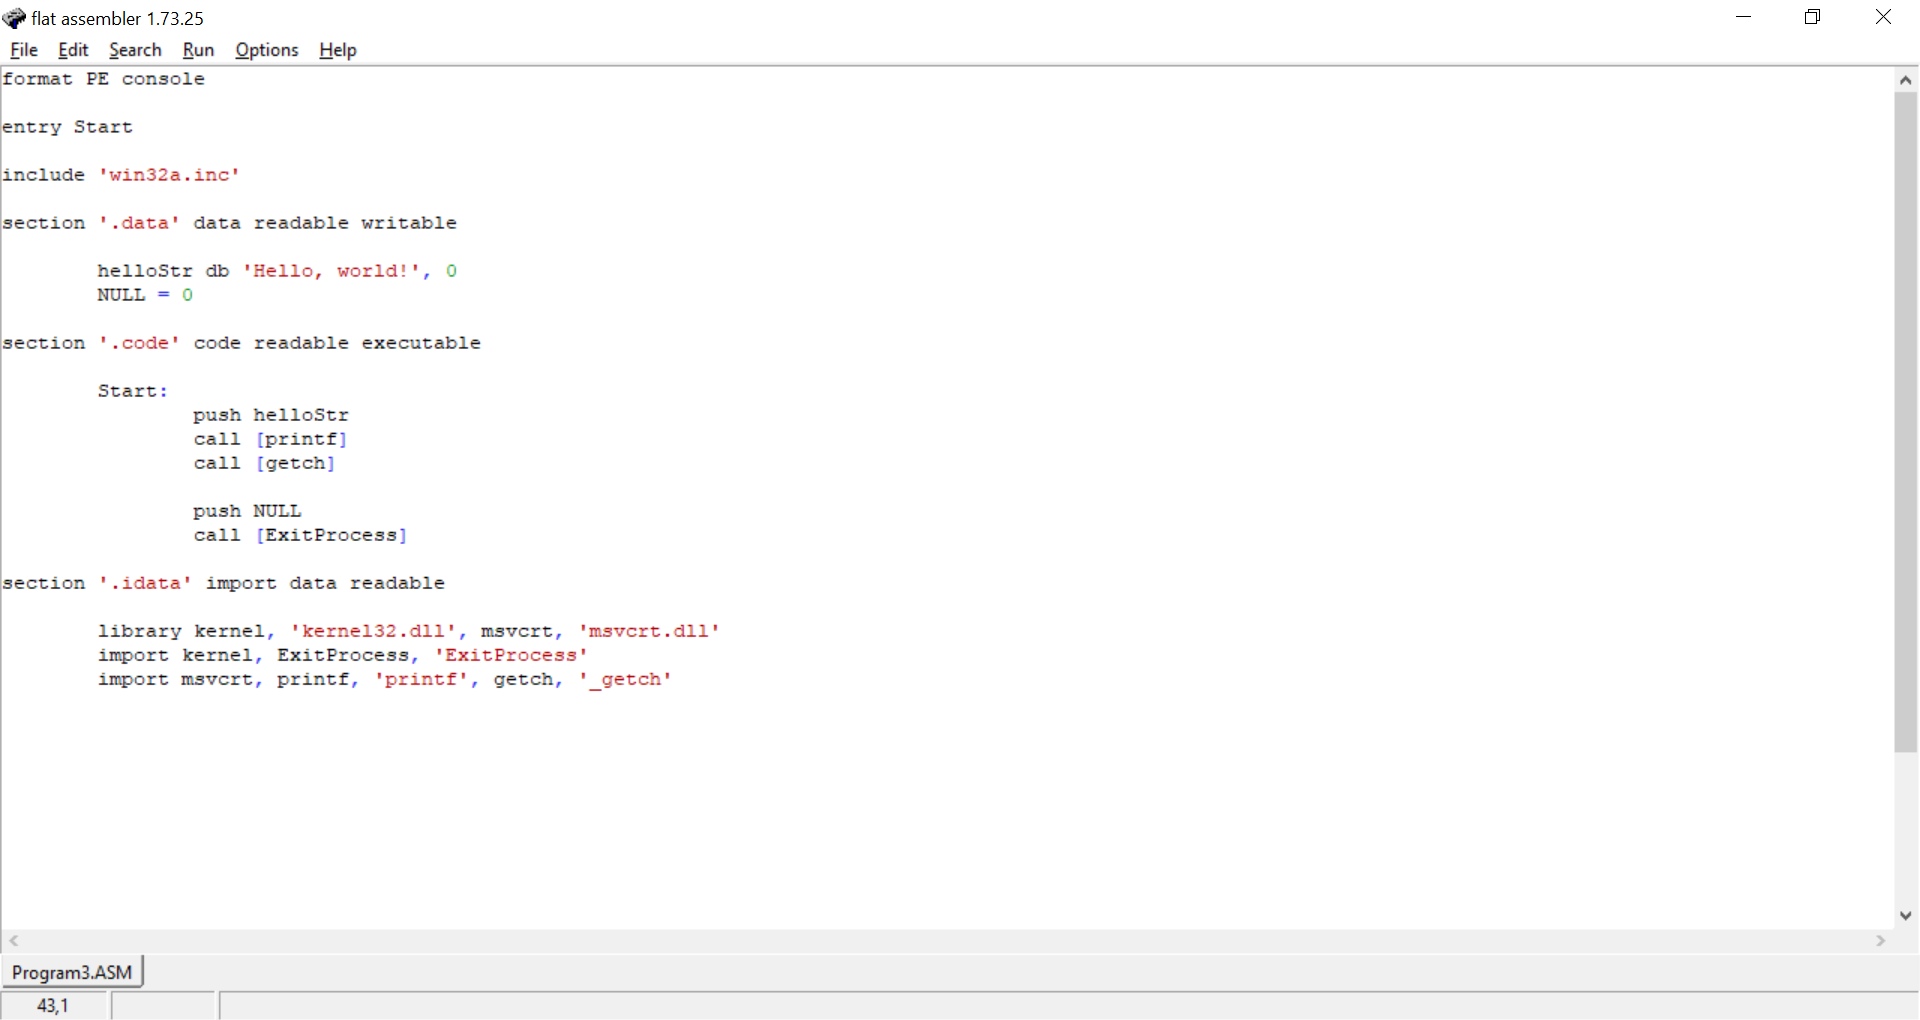 flat assembler 1.73.25
File Edit Search Run Options Help
format PE console
entry Start
include 'win32a.inc'
section '.data' data readable writable
helloStr db 'Hello, world!', 0
NULL = 0
section '.code' code readable executable
Start:
push helloStr
call [printf]
call [getch]
push NULL
call [ExitProcess]
section '.idata' import data readable
library kernel, 'kernel32.dll', msvcrt, 'msvcrt.dll'
import kernel, ExitProcess, 'ExitProcess'
import msvcrt, printf, 'printf', getch, '_getch'
Program3.ASM
43,1